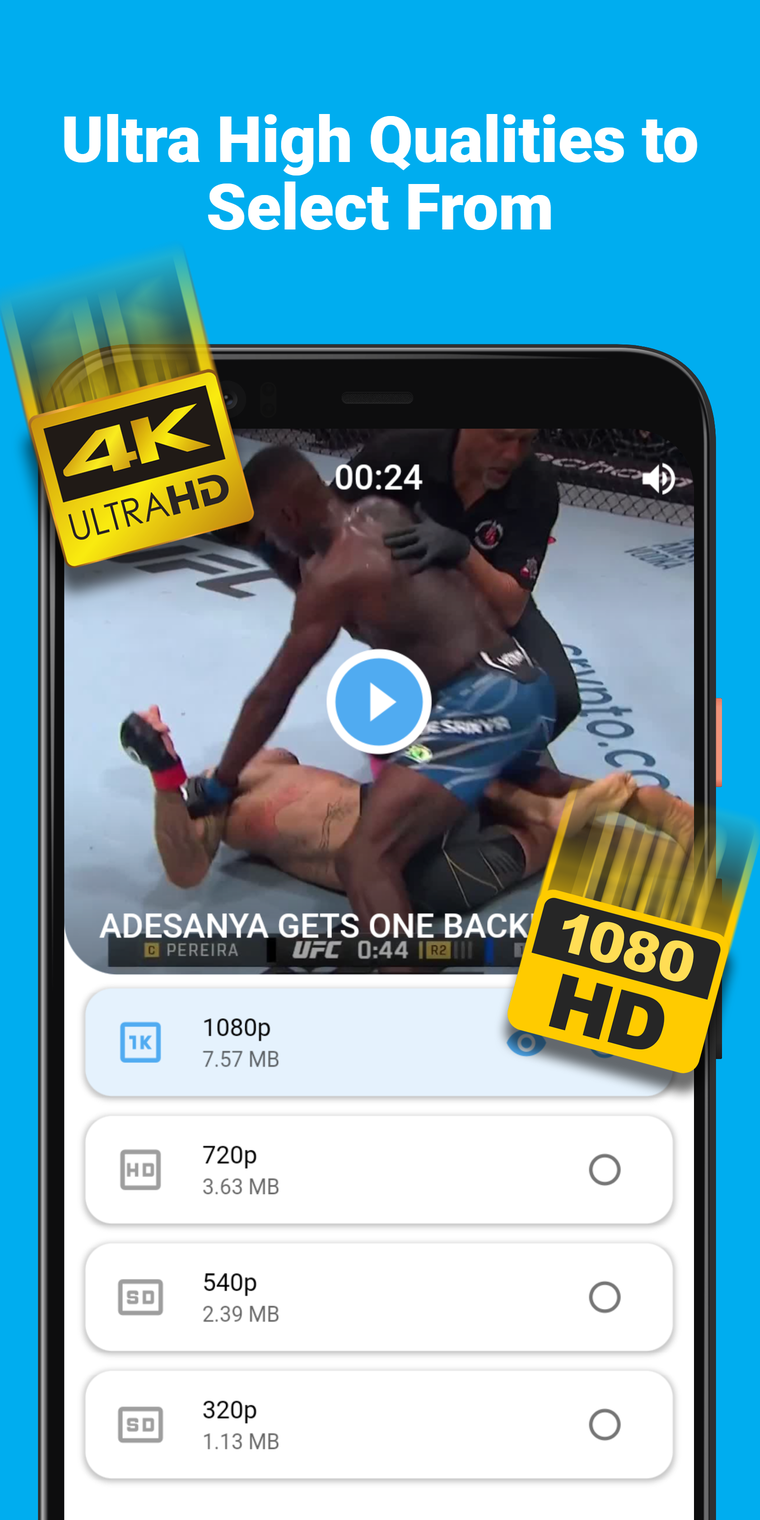 Ultra High Qualities to
Select From
4K
ULTRAHD
00:24
UFC
crypto.co
ADESANYA GETS ONE BACK
C PEREIRA UFC 0:44 R2
1080
HD
1K
1080p
7.57 MB
HD
720p
3.63 MB
SD
540p
2.39 MB
SD
320p
1.13 MB